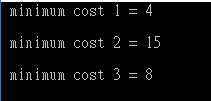 minimum cost 1 = 4
minimum cost 2 = 15
minimum cost 3 = 8